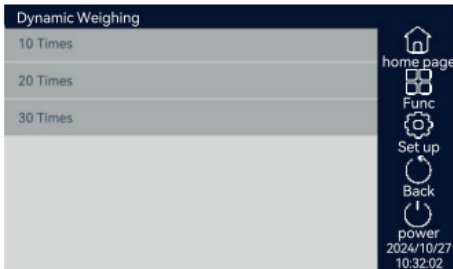 Dynamic Weighing
10 Times
20 Times
30 Times
home page
Func
Set up
Back
power
2024/10/27
10:32:02